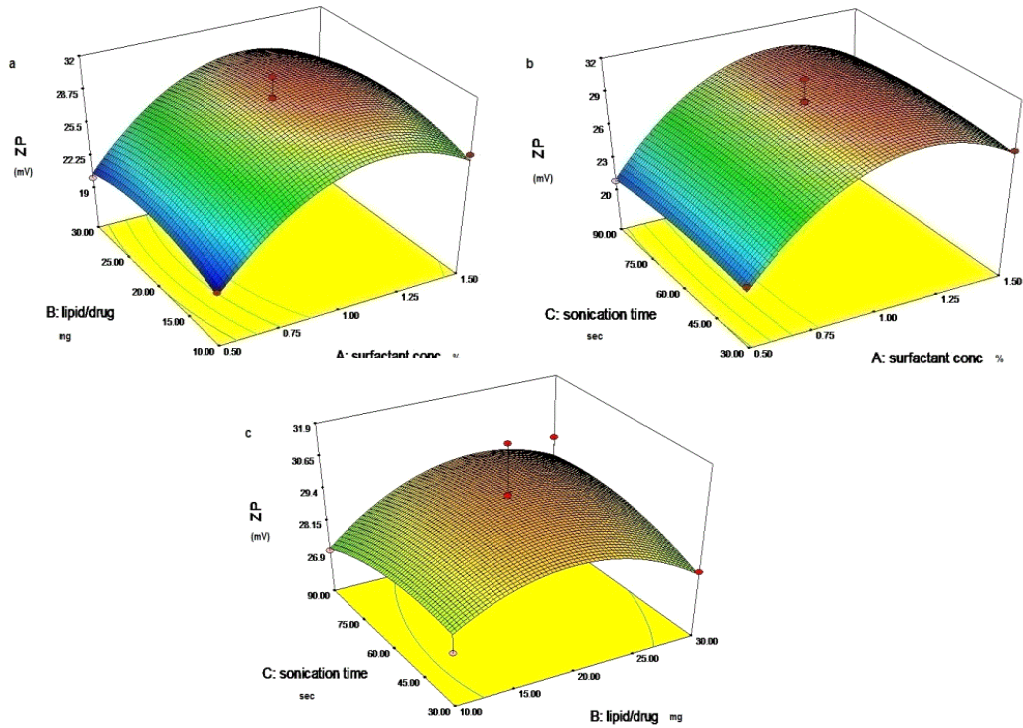 a
32
28.75
25.5
22.25
19
ZP
(mV)
30.00
25.00
20.00
15.00
10.00
B: lipid/drug
mg
0.50
0.75
1.00
1.25
1.50
A: surfactant conc %
b
32
29
26
23
20
ZP
(mV)
90.00
75.00
60.00
45.00
30.00
C: sonication time
sec
0.50
0.75
1.00
1.25
1.50
A: surfactant conc %
c
31.9
30.65
29.4
28.15
26.9
ZP
(mV)
90.00
75.00
60.00
45.00
30.00
C: sonication time
sec
10.00
15.00
20.00
25.00
30.00
B: lipid/drug mg